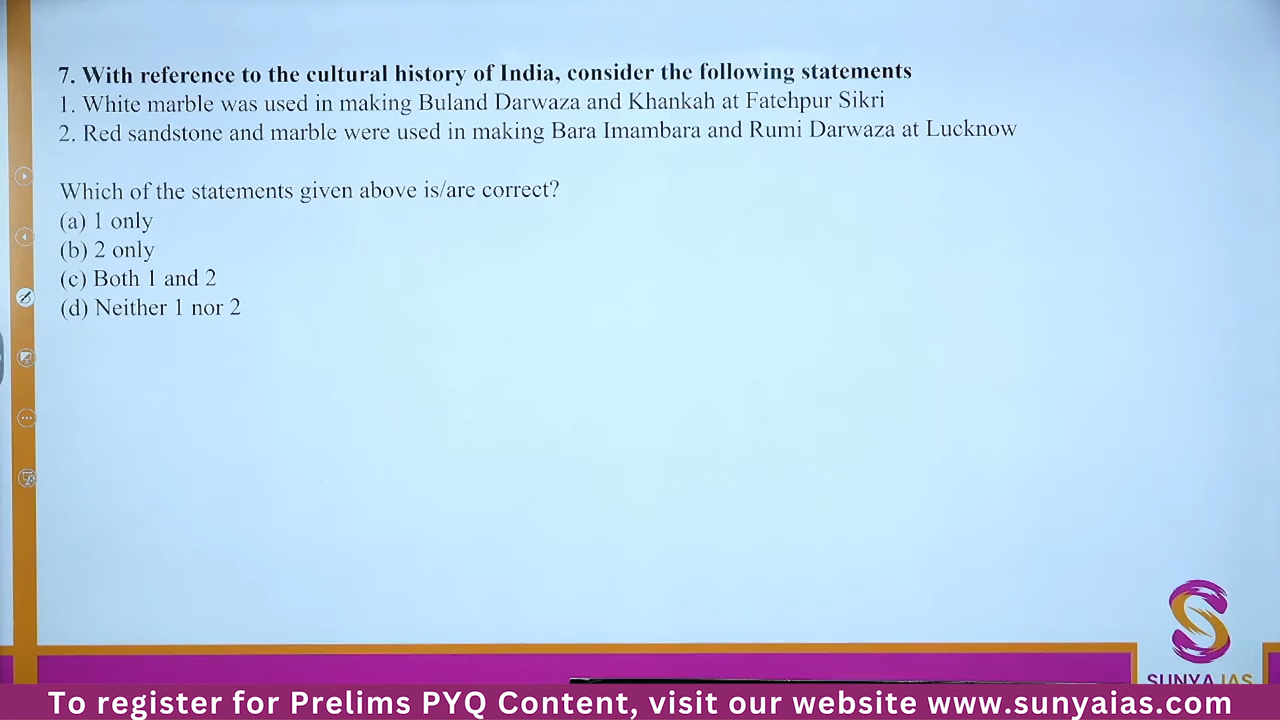 7. With reference to the cultural history of India, consider the following statements
1. White marble was used in making Buland Darwaza and Khankah at Fatehpur Sikri
2. Red sandstone and marble were used in making Bara Imambara and Rumi Darwaza at Lucknow
Which of the statements given above is/are correct?
(a) 1 only
(b) 2 only
(c) Both 1 and 2
(d) Neither 1 nor 2
SUNYA IAS
To register for Prelims PYQ Content, visit our website www.sunyaias.com